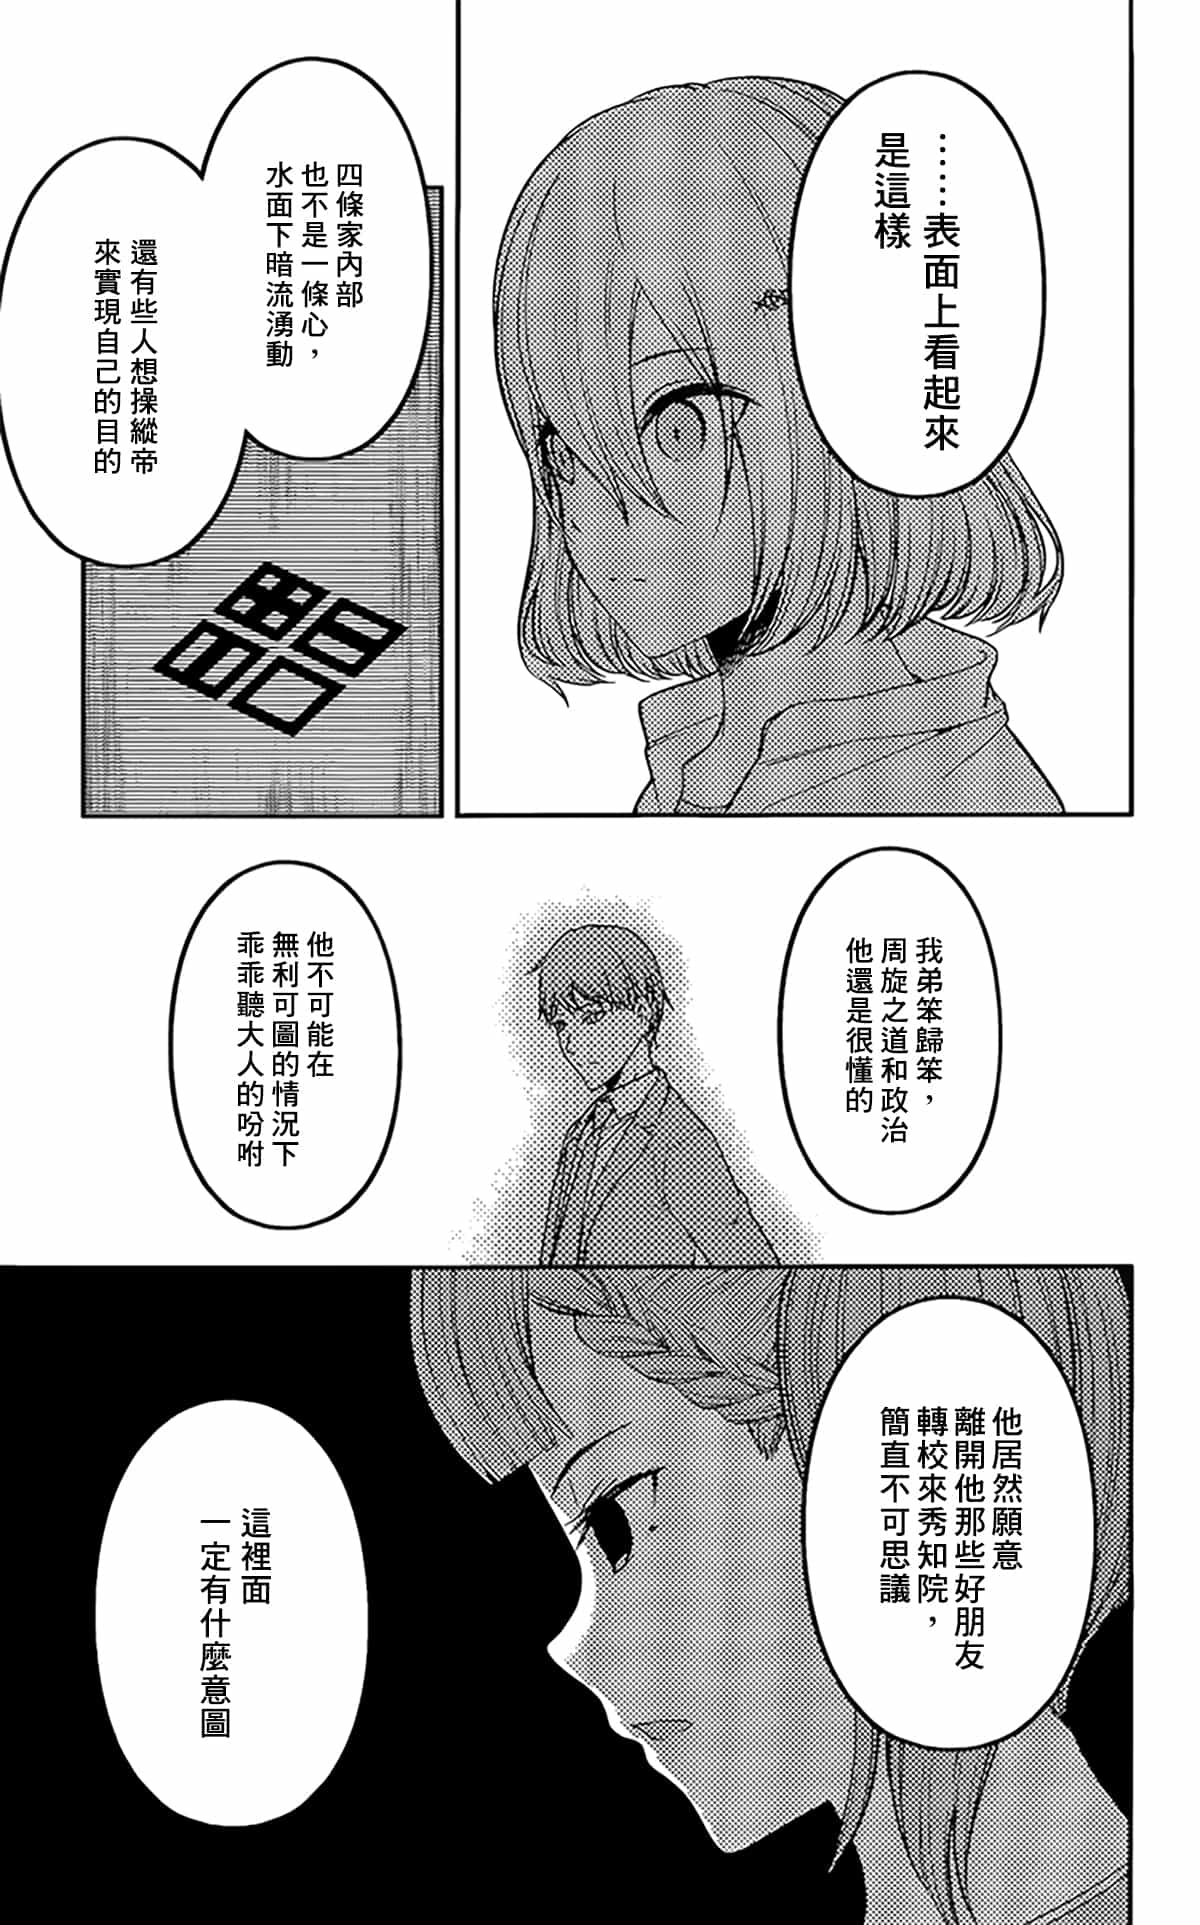 ……表面上看起來
是這樣
四條家內部
也不是一條心，
水面下暗流湧動
還有些人想操縱帝
來實現自己的目的
我弟笨歸笨，
周旋之道和政治
他還是很懂的
他不可能在
無利可圖的情況下
乖乖聽大人的吩咐
他居然願意
離開他那些好朋友
轉校來秀知院，
簡直不可思議
這裡面
一定有什麼意圖